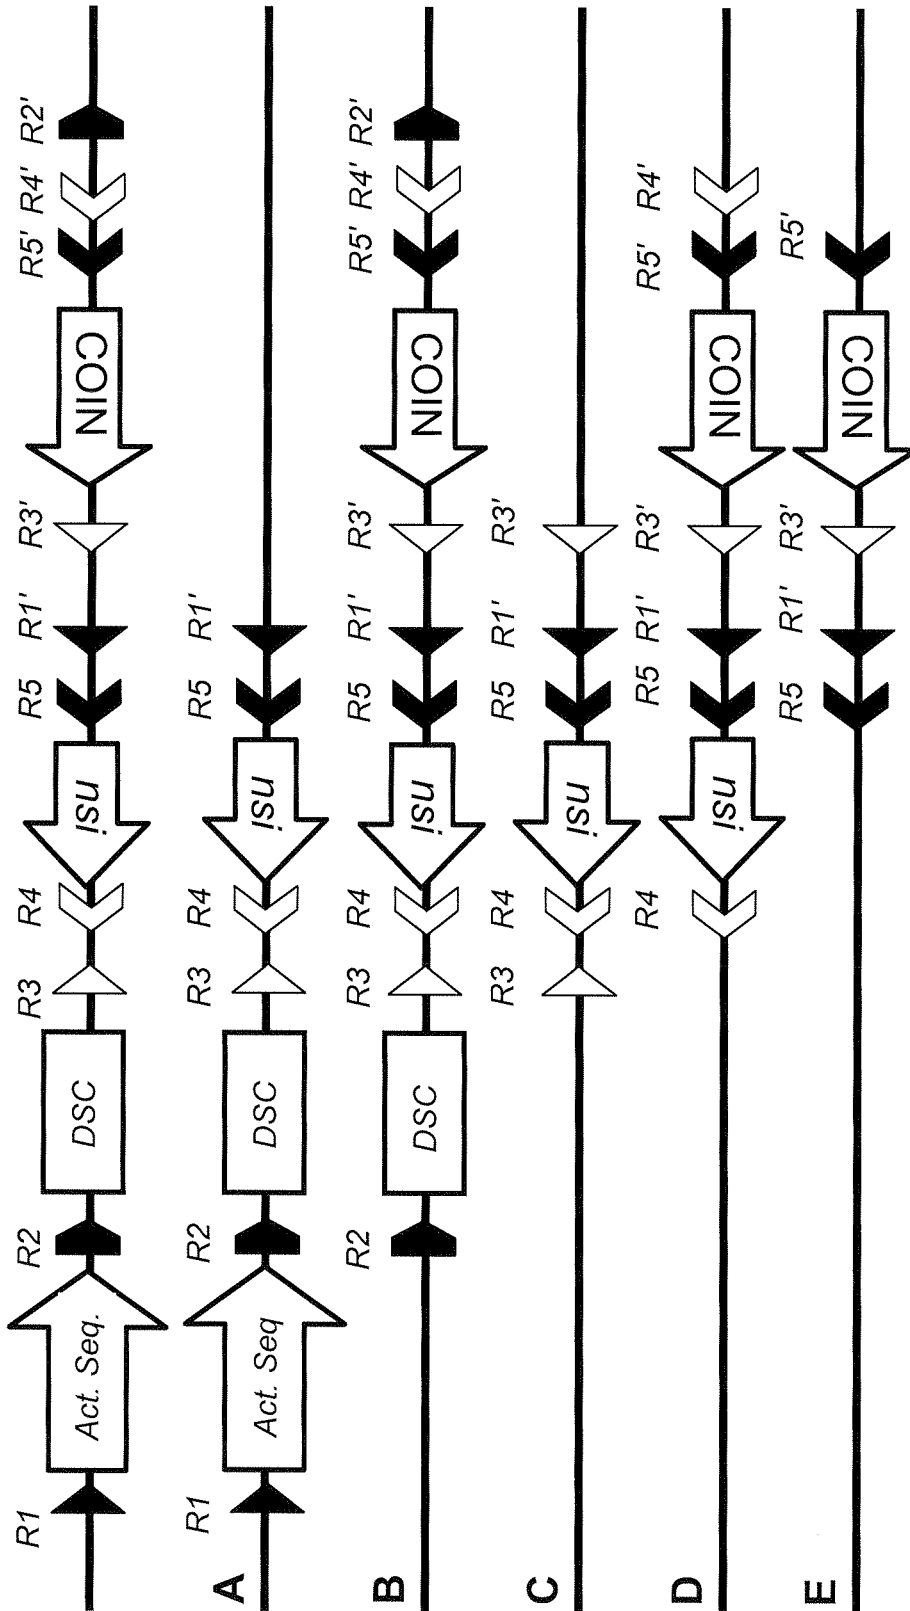 R1 R2 R3 R4 R5 R1' R3' R5' R4' R2'
Act. Seq. DSC nsi COIN
R1 R2 R3 R4 R5 R1'
A Act. Seq DSC nsi
R2 R3 R4 R5 R1' R3' R5' R4' R2'
B DSC nsi COIN
R3 R4 R5 R1' R3'
C nsi
R4 R5 R1' R3' R5' R4'
D nsi COIN
R5 R1' R3' R5'
E COIN